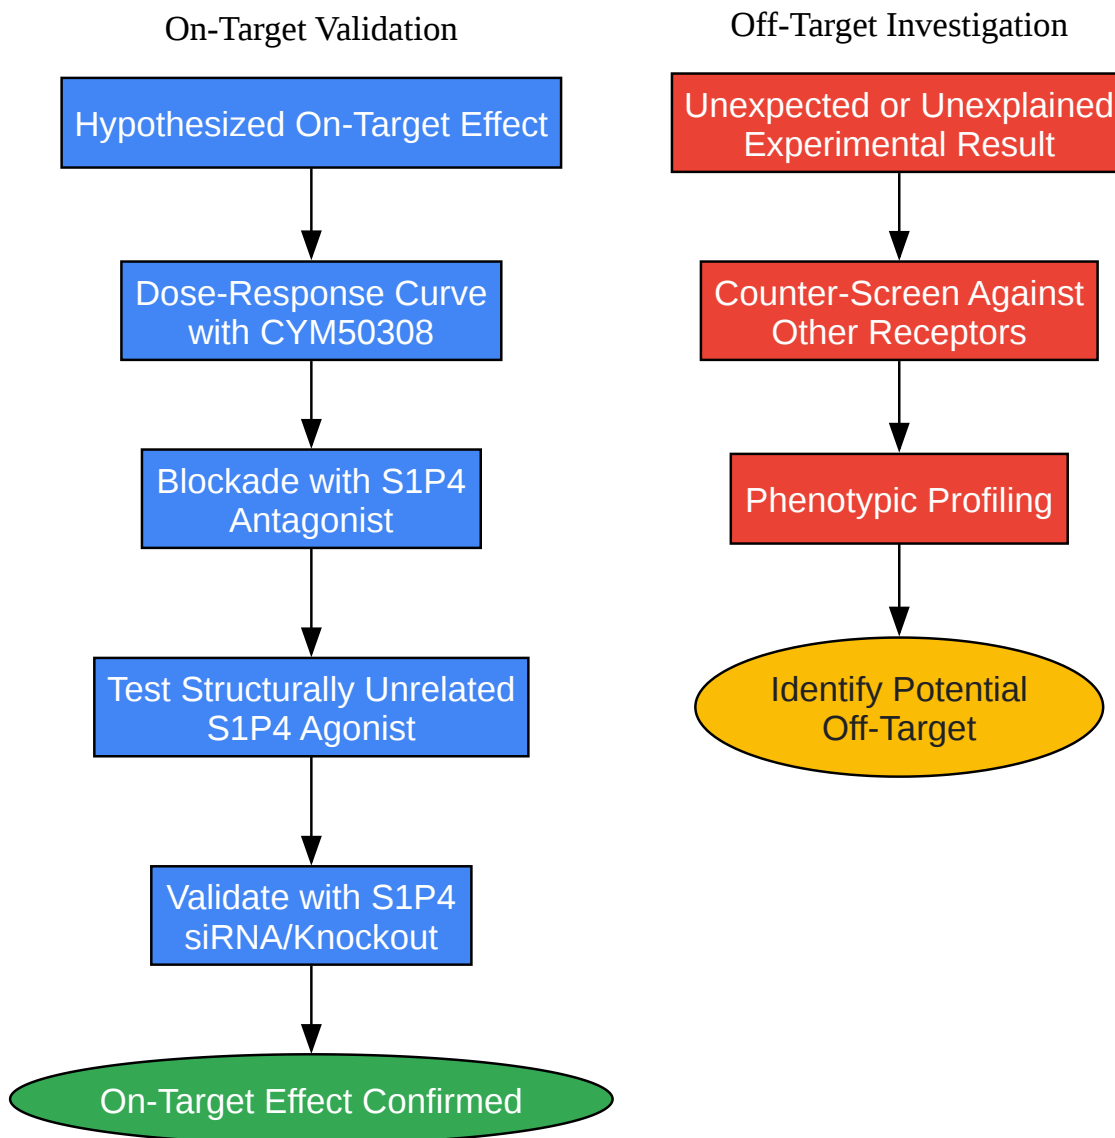 On-Target Validation
Hypothesized On-Target Effect
Dose-Response Curve
with CYM50308
Blockade with S1P4
Antagonist
Test Structurally Unrelated
S1P4 Agonist
Validate with S1P4
siRNA/Knockout
On-Target Effect Confirmed
Off-Target Investigation
Unexpected or Unexplained
Experimental Result
Counter-Screen Against
Other Receptors
Phenotypic Profiling
Identify Potential
Off-Target